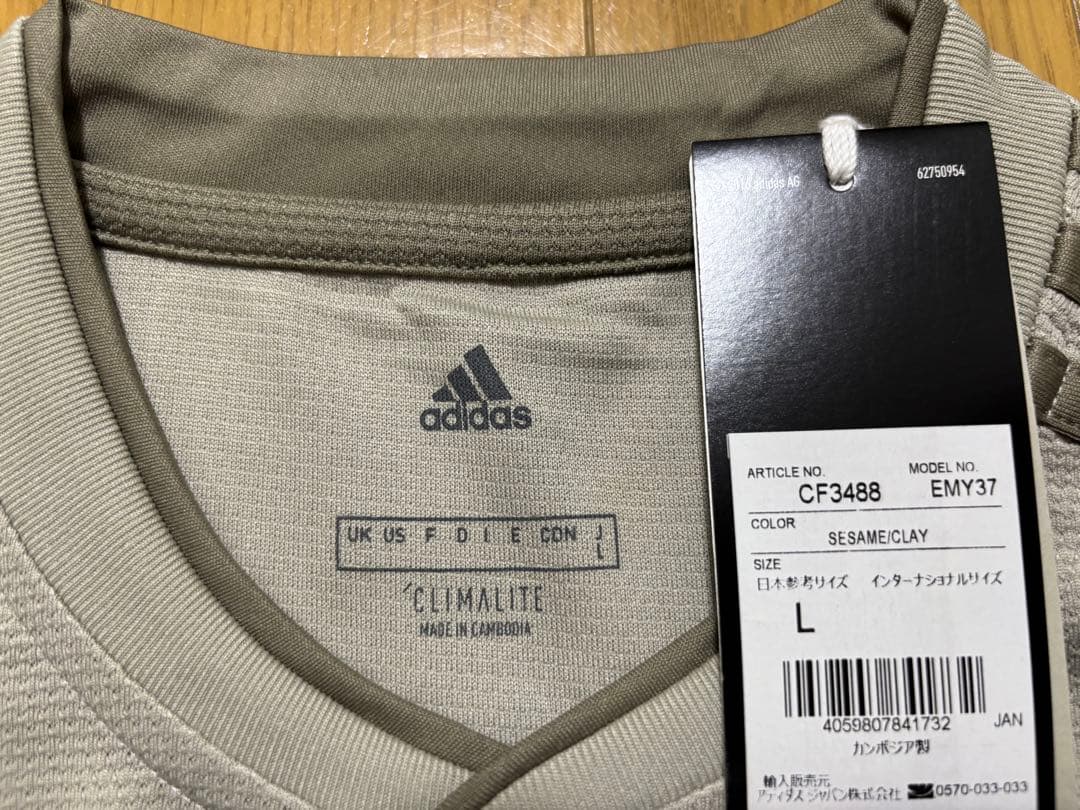 adidas
UK US F D I E CDN J
L
CLIMALITE
MADE IN CAMBODIA
adidas AG
62750954
ARTICLE NO. MODEL NO.
CF3488 EMY37
COLOR
SESAME/CLAY
SIZE
日本参考サイズ インターナショナルサイズ
L
4059807841732 JAN
カンボジア製
輸入販売元
アディダス ジャパン株式会社 0570-033-033